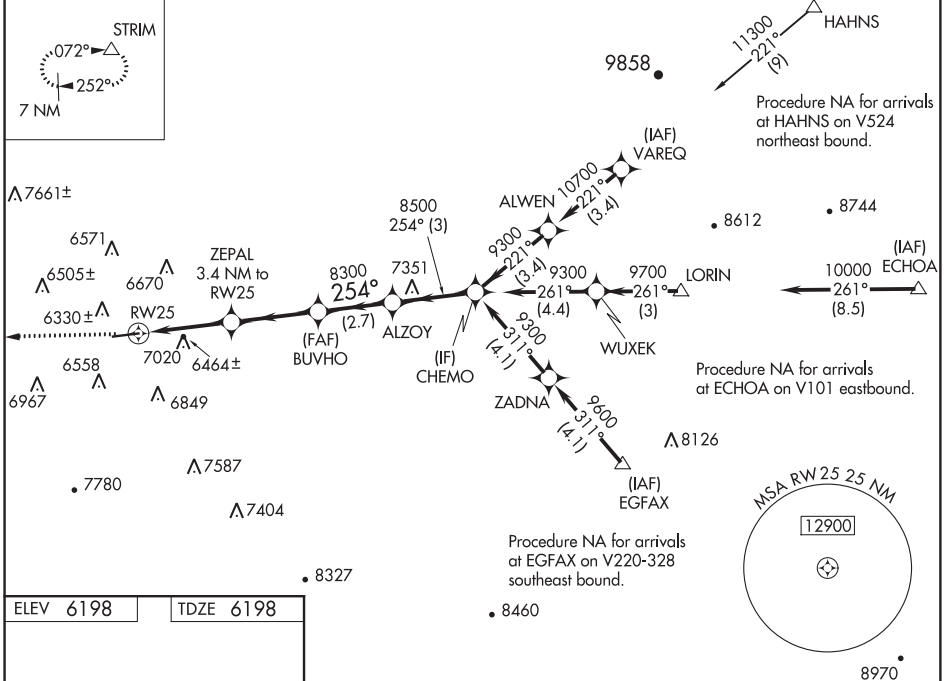 STRIM
072°
252°
7 NM
HAHNS
11300
221°
(9)
9858
Procedure NA for arrivals
at HAHNS on V524
northeast bound.
(IAF)
VAREQ
10700
221°
(3.4)
ALWEN
7661±
8500
254° (3)
9300
221°
(3.4)
8612
8744
6571
6505±
6670
ZEPAL
3.4 NM to
RW25
8300
254°
(2.7)
7351
9300
261°
(4.4)
9700
261°
(3)
LORIN
(IAF)
ECHOA
10000
261°
(8.5)
6330±
RW25
(FAF)
BUVHO
ALZOY
(IF)
CHEMO
WUXEK
7020
6464±
6558
6967
6849
9300
311°
(4.1)
ZADNA
Procedure NA for arrivals
at ECHOA on V101 eastbound.
9600
311°
(4.1)
8126
7587
7780
7404
(IAF)
EGFAX
MSA RW 25 25 NM
12900
Procedure NA for arrivals
at EGFAX on V220-328
southeast bound.
8327
8460
ELEV 6198
TDZE 6198
8970